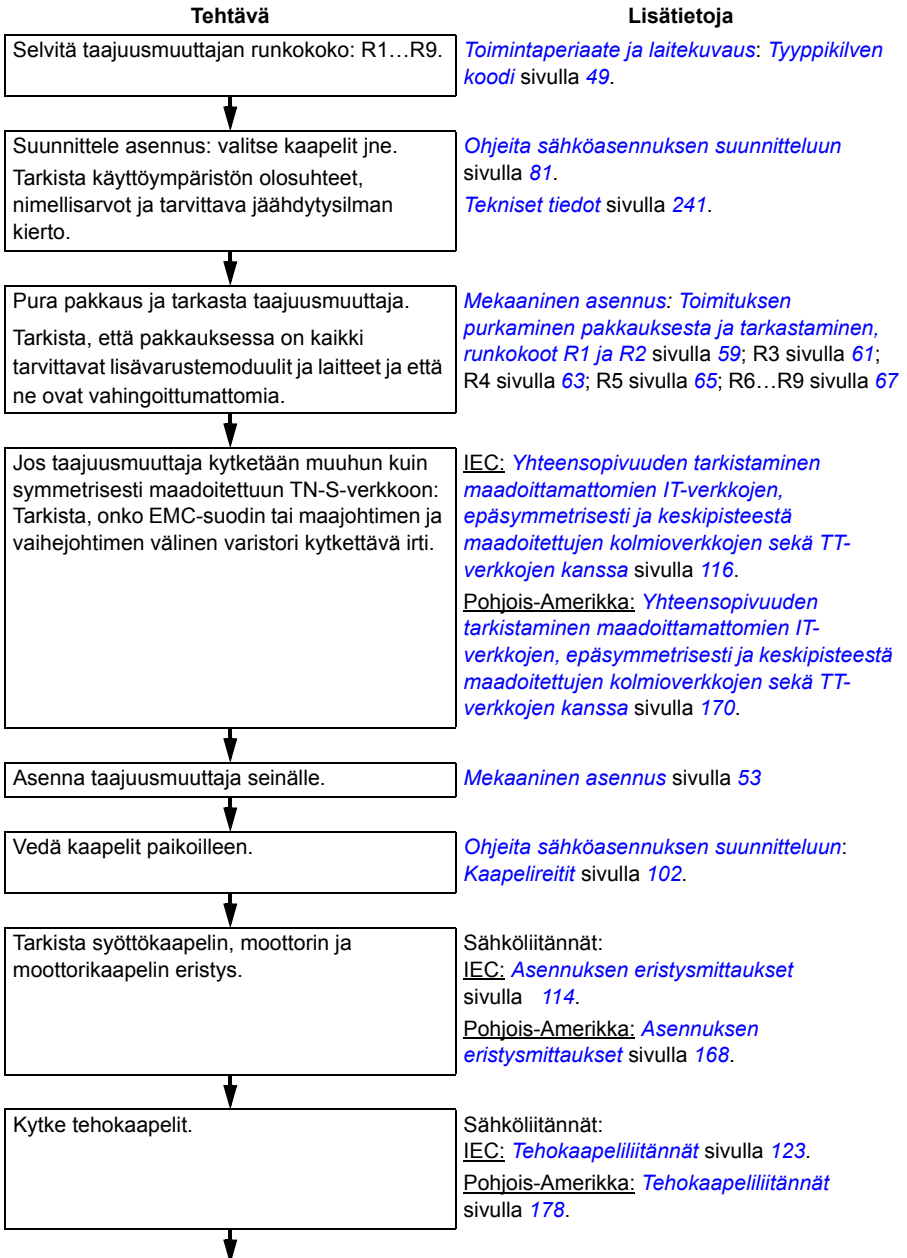 Tehtävä
Lisätietoja
Selvitä taajuusmuuttajan runkokoko: R1…R9.
Toimintaperiaate ja laitekuvaus: Tyyppikilven
koodi sivulla 49.
Suunnittele asennus: valitse kaapelit jne.
Tarkista käyttöympäristön olosuhteet,
nimellisarvot ja tarvittava jäähdytysilman
kierto.
Ohjeita sähköasennuksen suunnitteluun
sivulla 81.
Tekniset tiedot sivulla 241.
Pura pakkaus ja tarkasta taajuusmuuttaja.
Tarkista, että pakkauksessa on kaikki
tarvittavat lisävarustemoduulit ja laitteet ja että
ne ovat vahingoittumattomia.
Mekaaninen asennus: Toimituksen
purkaminen pakkauksesta ja tarkastaminen,
runkokoot R1 ja R2 sivulla 59; R3 sivulla 61;
R4 sivulla 63; R5 sivulla 65; R6…R9 sivulla 67
Jos taajuusmuuttaja kytketään muuhun kuin
symmetrisesti maadoitettuun TN-S-verkkoon:
Tarkista, onko EMC-suodin tai maajohtimen ja
vaihejohtimen välinen varistori kytkettävä irti.
IEC: Yhteensopivuuden tarkistaminen
maadoittamattomien IT-verkkojen,
epäsymmetrisesti ja keskipisteestä
maadoitettujen kolmioverkkojen sekä TT-
verkkojen kanssa sivulla 116.
Pohjois-Amerikka: Yhteensopivuuden
tarkistaminen maadoittamattomien IT-
verkkojen, epäsymmetrisesti ja keskipisteestä
maadoitettujen kolmioverkkojen sekä TT-
verkkojen kanssa sivulla 170.
Asenna taajuusmuuttaja seinälle.
Mekaaninen asennus sivulla 53
Vedä kaapelit paikoilleen.
Ohjeita sähköasennuksen suunnitteluun:
Kaapelireitit sivulla 102.
Tarkista syöttökaapelin, moottorin ja
moottorikaapelin eristys.
Sähköliitännät:
IEC: Asennuksen eristysmittaukset
sivulla 114.
Pohjois-Amerikka: Asennuksen
eristysmittaukset sivulla 168.
Kytke tehokaapelit.
Sähköliitännät:
IEC: Tehokaapeliliitännät sivulla 123.
Pohjois-Amerikka: Tehokaapeliliitännät
sivulla 178.